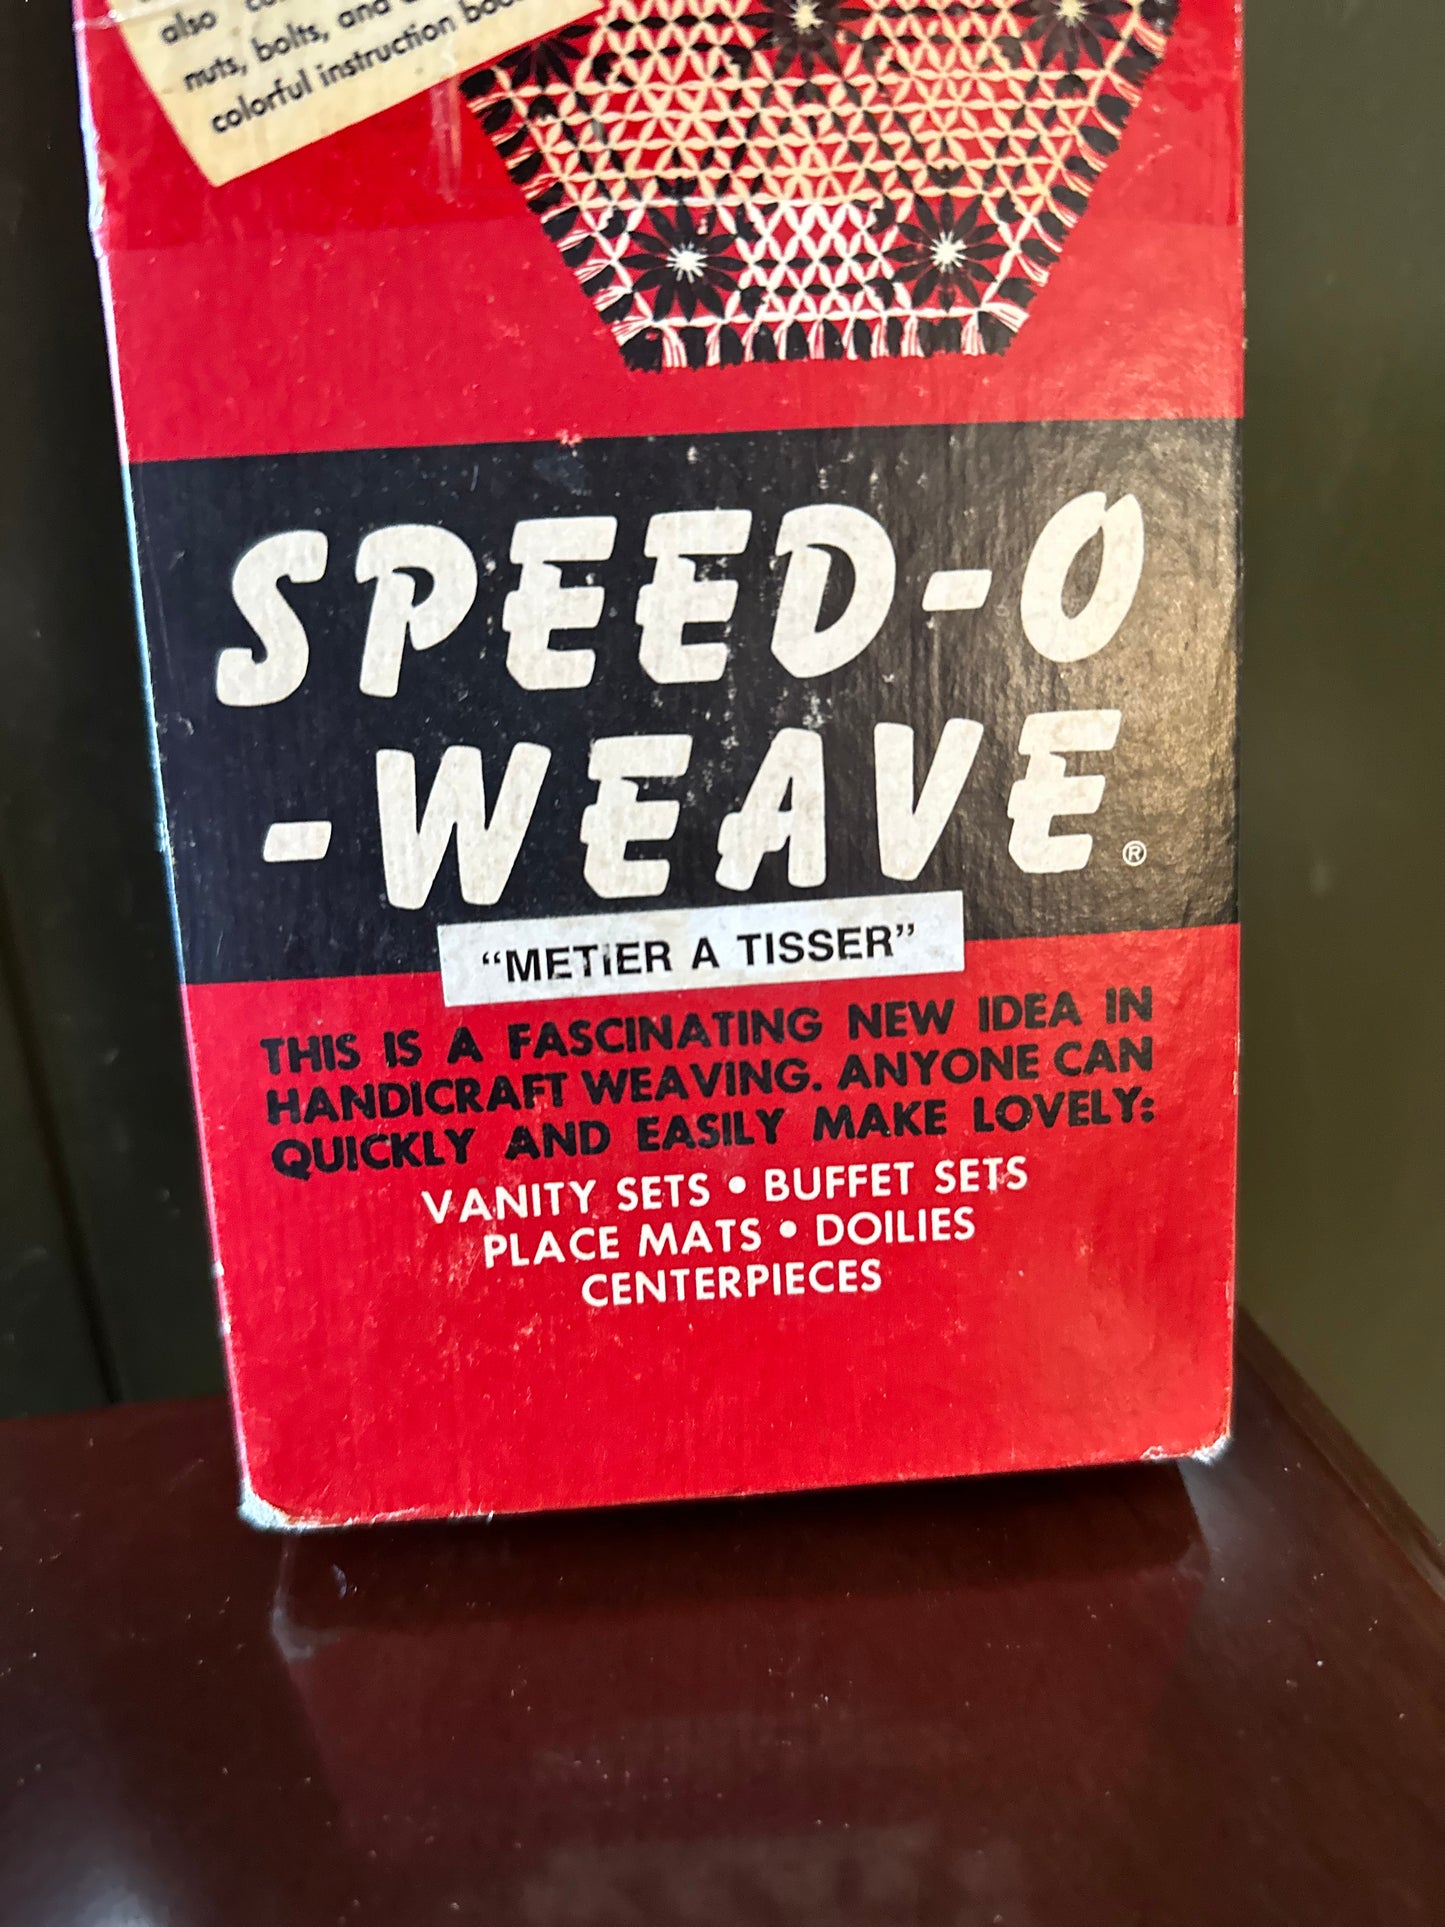 also
nuts, bolts, and
colorful instruction
SPEED-O
-WEAVE®
“METIER A TISSER”
THIS IS A FASCINATING NEW IDEA IN
HANDICRAFT WEAVING. ANYONE CAN
QUICKLY AND EASILY MAKE LOVELY:
VANITY SETS • BUFFET SETS
PLACE MATS • DOILIES
CENTERPIECES